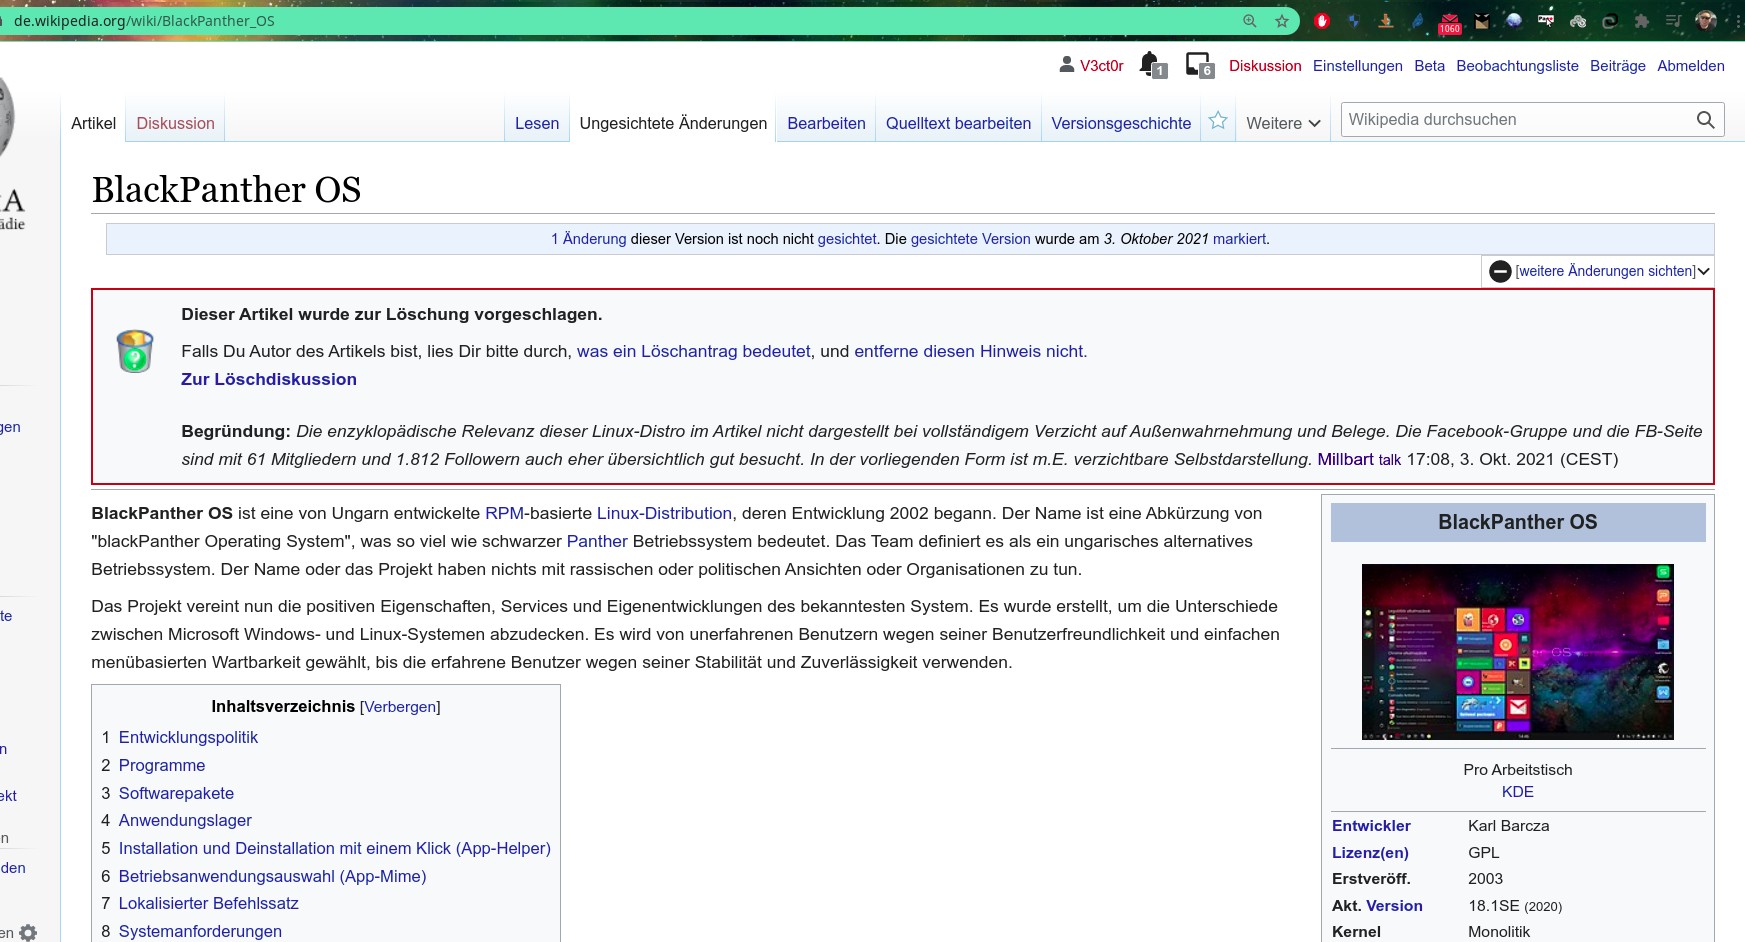 de.wikipedia.org/wiki/BlackPanther_OS
1060
V3ct0r 1 6 Diskussion Einstellungen Beta Beobachtungsliste Beiträge Abmelden
Artikel Diskussion Lesen Ungesichtete Änderungen Bearbeiten Quelltext bearbeiten Versionsgeschichte Weitere Wikipedia durchsuchen
BlackPanther OS
1 Änderung dieser Version ist noch nicht gesichtet. Die gesichtete Version wurde am 3. Oktober 2021 markiert.
[weitere Änderungen sichten]
Dieser Artikel wurde zur Löschung vorgeschlagen.
Falls Du Autor des Artikels bist, lies Dir bitte durch, was ein Löschantrag bedeutet, und entferne diesen Hinweis nicht.
Zur Löschdiskussion
Begründung: Die enzyklopädische Relevanz dieser Linux-Distro im Artikel nicht dargestellt bei vollständigem Verzicht auf Außenwahrnehmung und Belege. Die Facebook-Gruppe und die FB-Seite
sind mit 61 Mitgliedern und 1.812 Followern auch eher übersichtlich gut besucht. In der vorliegenden Form ist m.E. verzichtbare Selbstdarstellung. Millbart talk 17:08, 3. Okt. 2021 (CEST)
BlackPanther OS ist eine von Ungarn entwickelte RPM-basierte Linux-Distribution, deren Entwicklung 2002 begann. Der Name ist eine Abkürzung von
"blackPanther Operating System", was so viel wie schwarzer Panther Betriebssystem bedeutet. Das Team definiert es als ein ungarisches alternatives
Betriebssystem. Der Name oder das Projekt haben nichts mit rassischen oder politischen Ansichten oder Organisationen zu tun.
Das Projekt vereint nun die positiven Eigenschaften, Services und Eigenentwicklungen des bekanntesten System. Es wurde erstellt, um die Unterschiede
zwischen Microsoft Windows- und Linux-Systemen abzudecken. Es wird von unerfahrenen Benutzern wegen seiner Benutzerfreundlichkeit und einfachen
menübasierten Wartbarkeit gewählt, bis die erfahrene Benutzer wegen seiner Stabilität und Zuverlässigkeit verwenden.
Inhaltsverzeichnis [Verbergen]
1 Entwicklungspolitik
2 Programme
3 Softwarepakete
4 Anwendungslager
5 Installation und Deinstallation mit einem Klick (App-Helper)
6 Betriebsanwendungsauswahl (App-Mime)
7 Lokalisierter Befehlssatz
8 Systemanforderungen
BlackPanther OS
Pro Arbeitstisch
KDE
Entwickler Karl Barcza
Lizenz(en) GPL
Erstveröff. 2003
Akt. Version 18.1SE (2020)
Kernel Monolitik